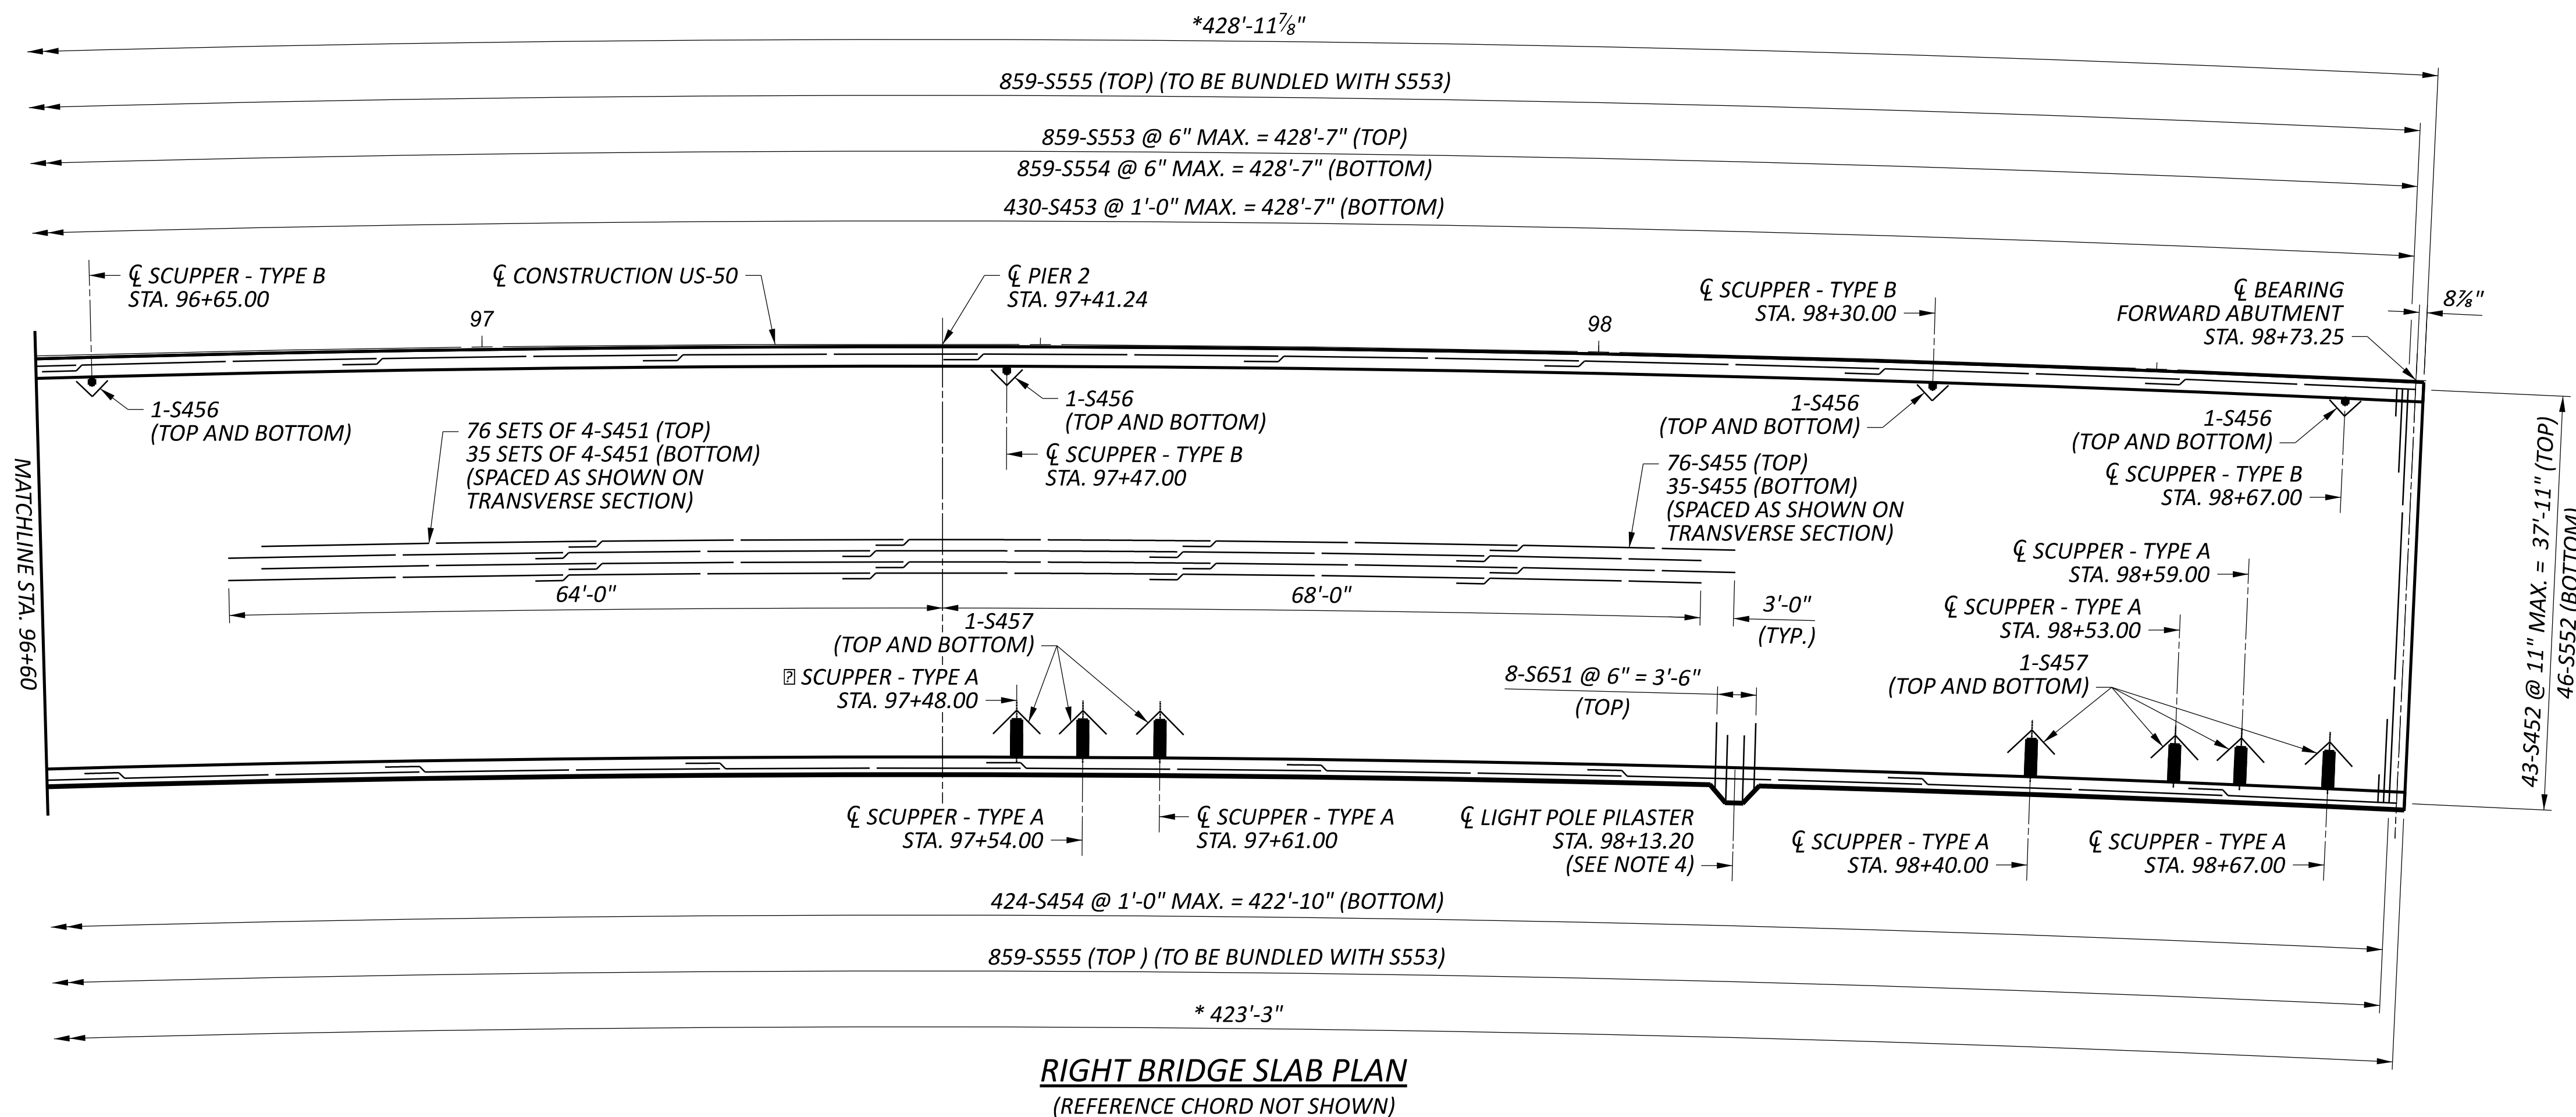 *428'-11⅞"
859-S555 (TOP) (TO BE BUNDLED WITH S553)
859-S553 @ 6" MAX. = 428'-7" (TOP)
859-S554 @ 6" MAX. = 428'-7" (BOTTOM)
430-S453 @ 1'-0" MAX. = 428'-7" (BOTTOM)
℄ SCUPPER - TYPE B
STA. 96+65.00
℄ CONSTRUCTION US-50
℄ PIER 2
STA. 97+41.24
℄ SCUPPER - TYPE B
STA. 98+30.00
℄ BEARING
FORWARD ABUTMENT
STA. 98+73.25
8⅞"
97
98
1-S456
(TOP AND BOTTOM)
1-S456
(TOP AND BOTTOM)
℄ SCUPPER - TYPE B
STA. 97+47.00
1-S456
(TOP AND BOTTOM)
1-S456
(TOP AND BOTTOM)
℄ SCUPPER - TYPE B
STA. 98+67.00
76 SETS OF 4-S451 (TOP)
35 SETS OF 4-S451 (BOTTOM)
(SPACED AS SHOWN ON
TRANSVERSE SECTION)
76-S455 (TOP)
35-S455 (BOTTOM)
(SPACED AS SHOWN ON
TRANSVERSE SECTION)
MATCHLINE STA. 96+60
43-S452 @ 11" MAX. = 37'-11" (TOP)
46-S552 (BOTTOM)
64'-0"
68'-0"
3'-0"
(TYP.)
1-S457
(TOP AND BOTTOM)
⍰ SCUPPER - TYPE A
STA. 97+48.00
8-S651 @ 6" = 3'-6"
(TOP)
℄ SCUPPER - TYPE A
STA. 98+59.00
℄ SCUPPER - TYPE A
STA. 98+53.00
1-S457
(TOP AND BOTTOM)
℄ SCUPPER - TYPE A
STA. 97+54.00
℄ SCUPPER - TYPE A
STA. 97+61.00
℄ LIGHT POLE PILASTER
STA. 98+13.20
(SEE NOTE 4)
℄ SCUPPER - TYPE A
STA. 98+40.00
℄ SCUPPER - TYPE A
STA. 98+67.00
424-S454 @ 1'-0" MAX. = 422'-10" (BOTTOM)
859-S555 (TOP ) (TO BE BUNDLED WITH S553)
* 423'-3"
RIGHT BRIDGE SLAB PLAN
(REFERENCE CHORD NOT SHOWN)